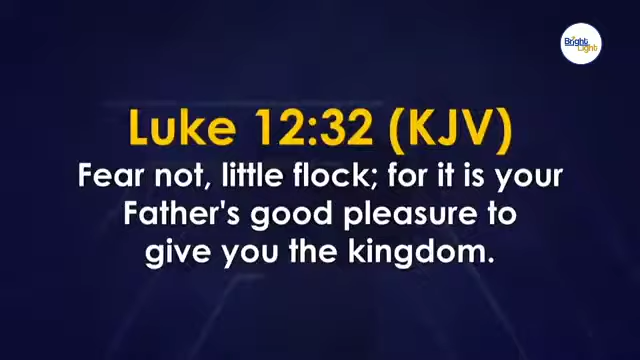 Bright
Light
Luke 12:32 (KJV)
Fear not, little flock; for it is your
Father's good pleasure to
give you the kingdom.